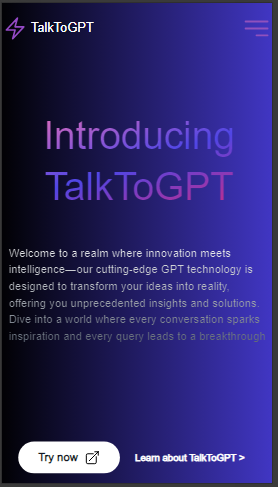 TalkToGPT
Introducing
TalkToGPT
Welcome to a realm where innovation meets
intelligence—our cutting-edge GPT technology is
designed to transform your ideas into reality,
offering you unprecedented insights and solutions.
Dive into a world where every conversation sparks
inspiration and every query leads to a breakthrough
Try now
Learn about TalkToGPT >